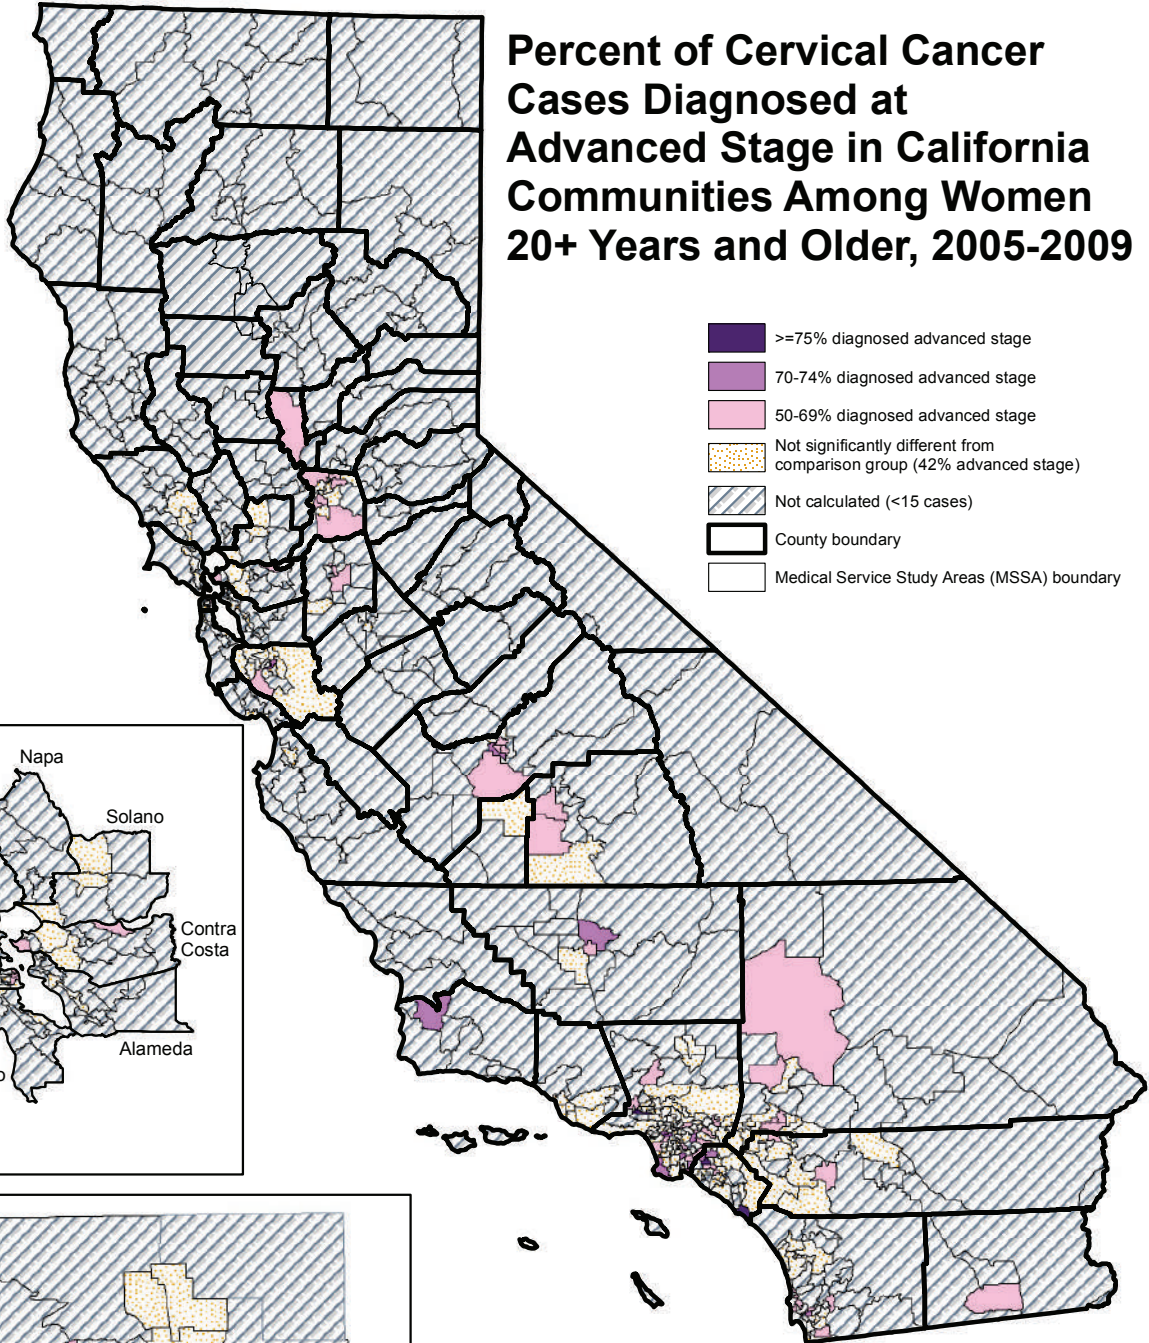 Percent of Cervical Cancer
Cases Diagnosed at
Advanced Stage in California
Communities Among Women
20+ Years and Older, 2005-2009
>=75% diagnosed advanced stage
70-74% diagnosed advanced stage
50-69% diagnosed advanced stage
Not significantly different from
comparison group (42% advanced stage)
Not calculated (<15 cases)
County boundary
Medical Service Study Areas (MSSA) boundary
Napa
Solano
Contra
Costa
Alameda